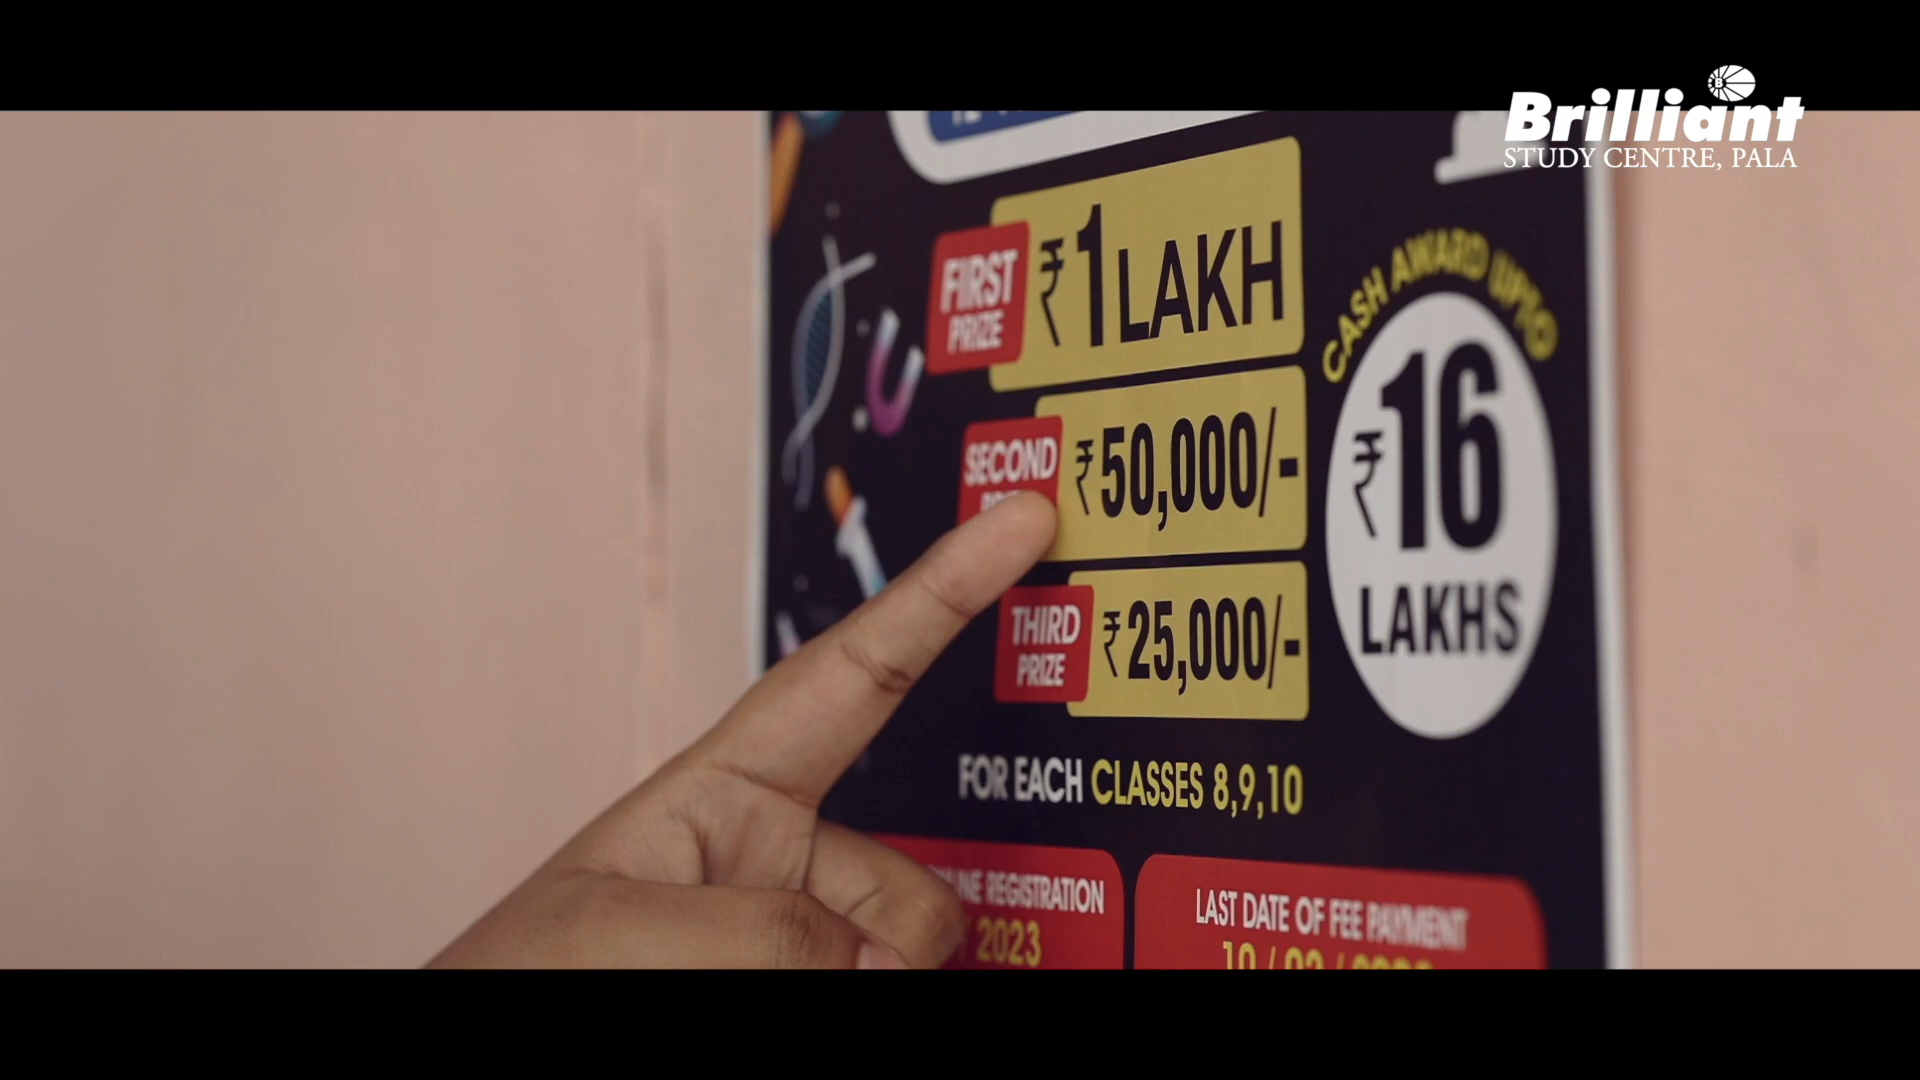 Brilliant
STUDY CENTRE, PALA
FIRST
PRIZE
₹1 LAKH
SECOND
₹50,000/-
THIRD
PRIZE
₹25,000/-
CASH AWARD UPTO
₹16
LAKHS
FOR EACH CLASSES 8,9,10
REGISTRATION
2023
LAST DATE OF FEE PAYMENT